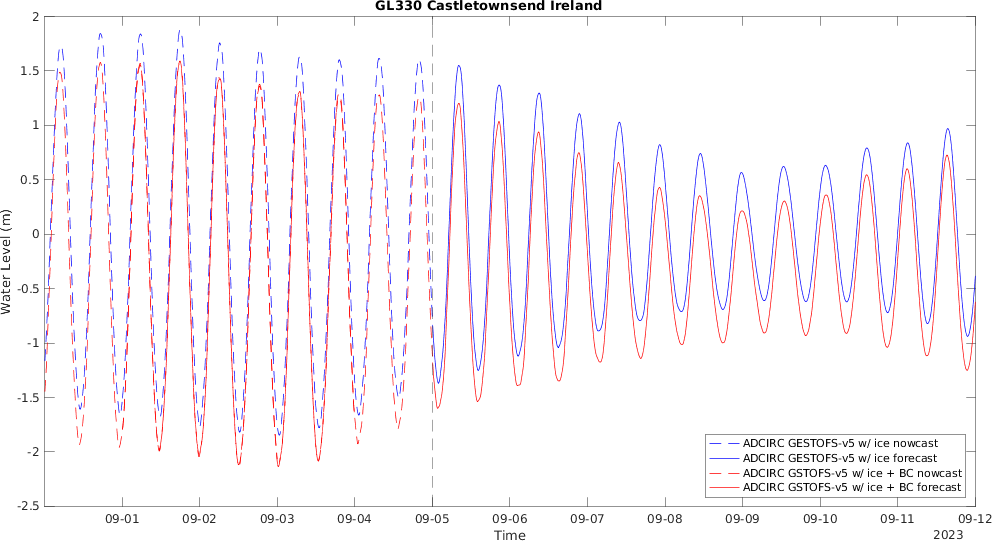 GL330 Castletownsend Ireland
2
1.5
1
0.5
0
-0.5
-1
-1.5
-2
-2.5
Water Level (m)
ADCIRC GESTOFS-v5 w/ ice nowcast
ADCIRC GESTOFS-v5 w/ ice forecast
ADCIRC GSTOFS-v5 w/ ice + BC nowcast
ADCIRC GSTOFS-v5 w/ ice + BC forecast
09-01 09-02 09-03 09-04 09-05 09-06 09-07 09-08 09-09 09-10 09-11 09-12
Time
2023